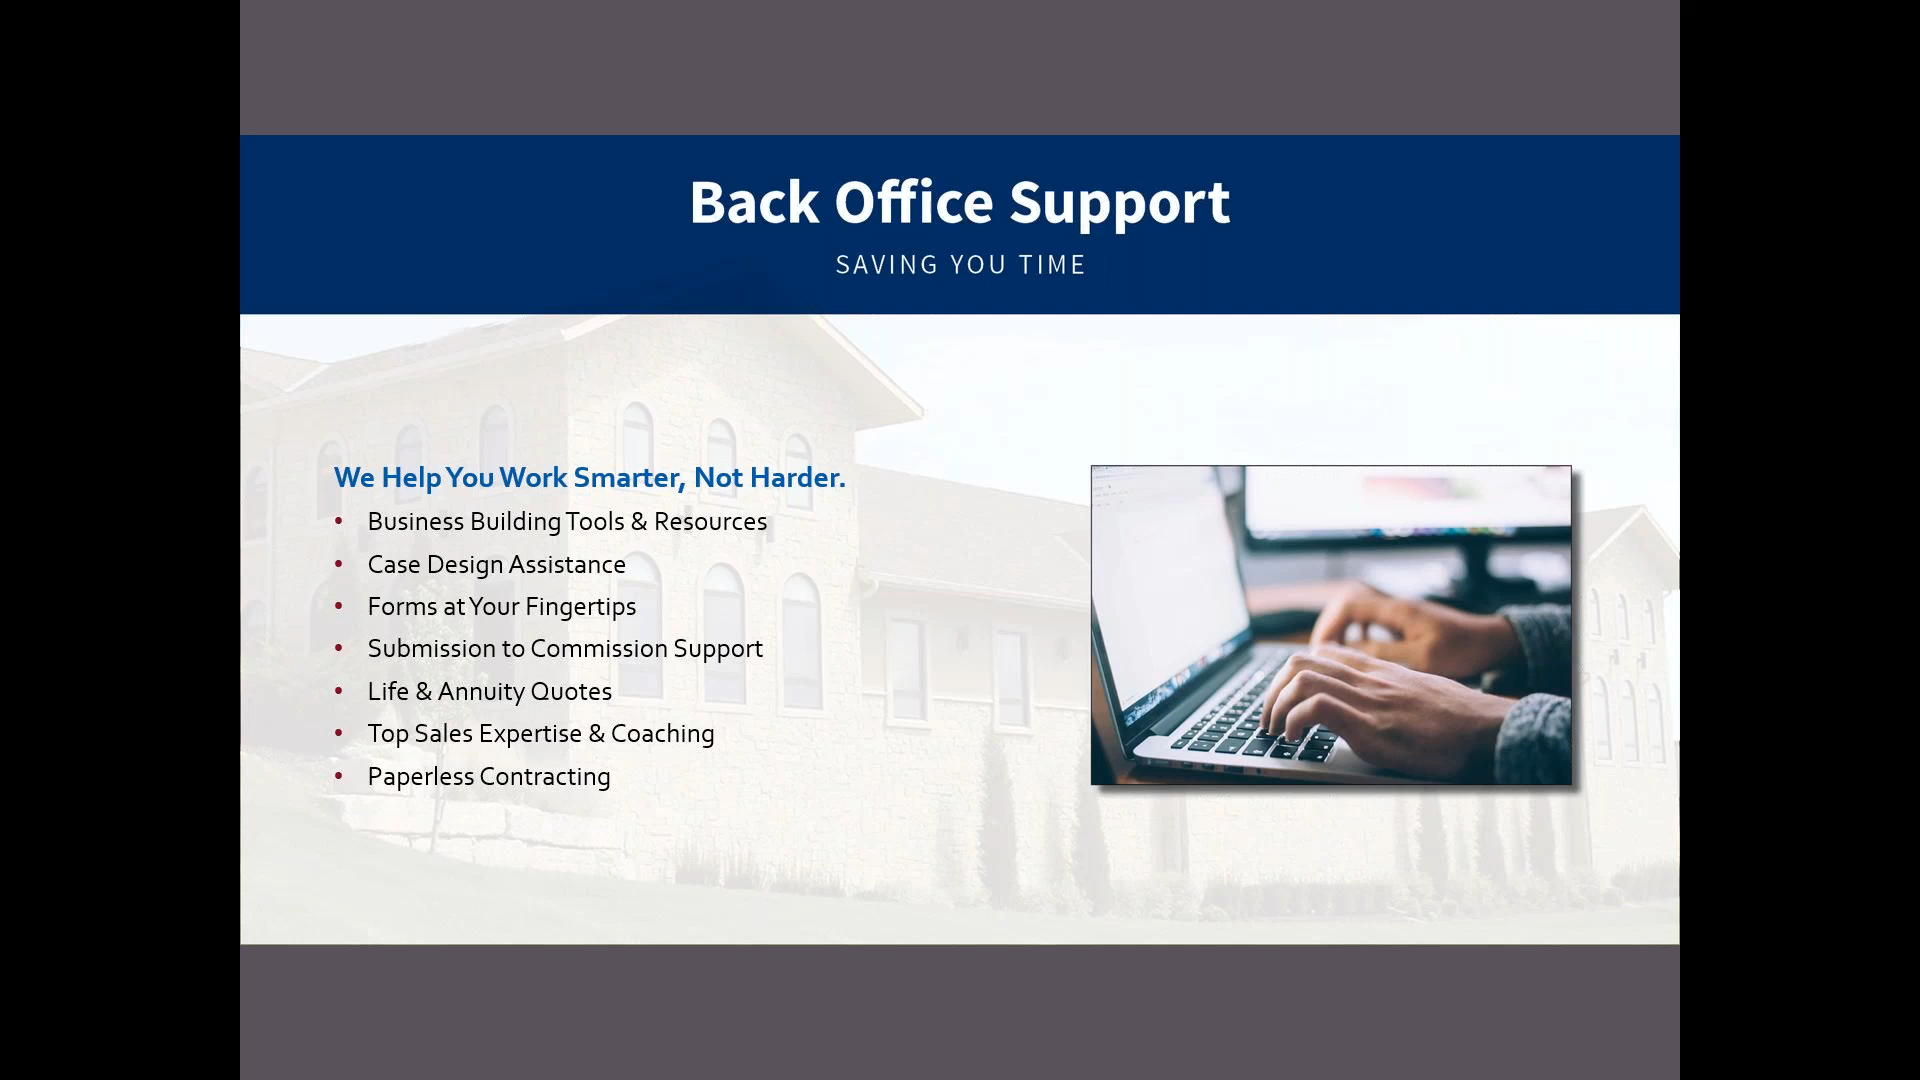 Back Office Support
SAVING YOU TIME
We Help You Work Smarter, Not Harder.
• Business Building Tools & Resources
• Case Design Assistance
• Forms at Your Fingertips
• Submission to Commission Support
• Life & Annuity Quotes
• Top Sales Expertise & Coaching
• Paperless Contracting